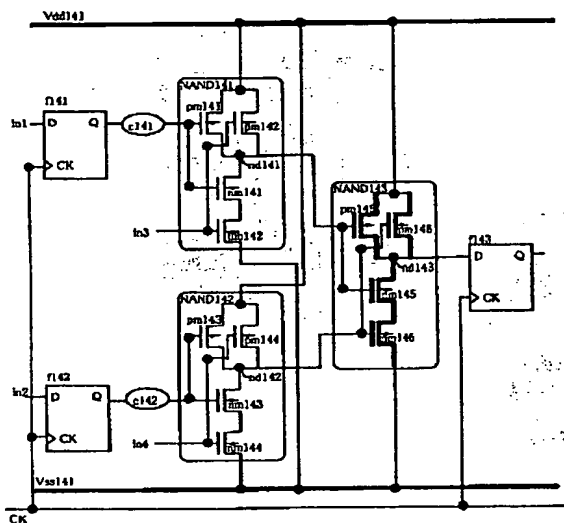 Vdd141
NAND141
f141
pm141
in1
D
Q
c141
pm142
CK
nd141
nm141
in3
nm142
NAND143
pm145
pm146
f143
nd143
D
Q
nm145
CK
nm146
NAND142
pm143
pm144
f142
nd142
in2
D
Q
c142
nm143
CK
in4
nm144
Vss141
CK